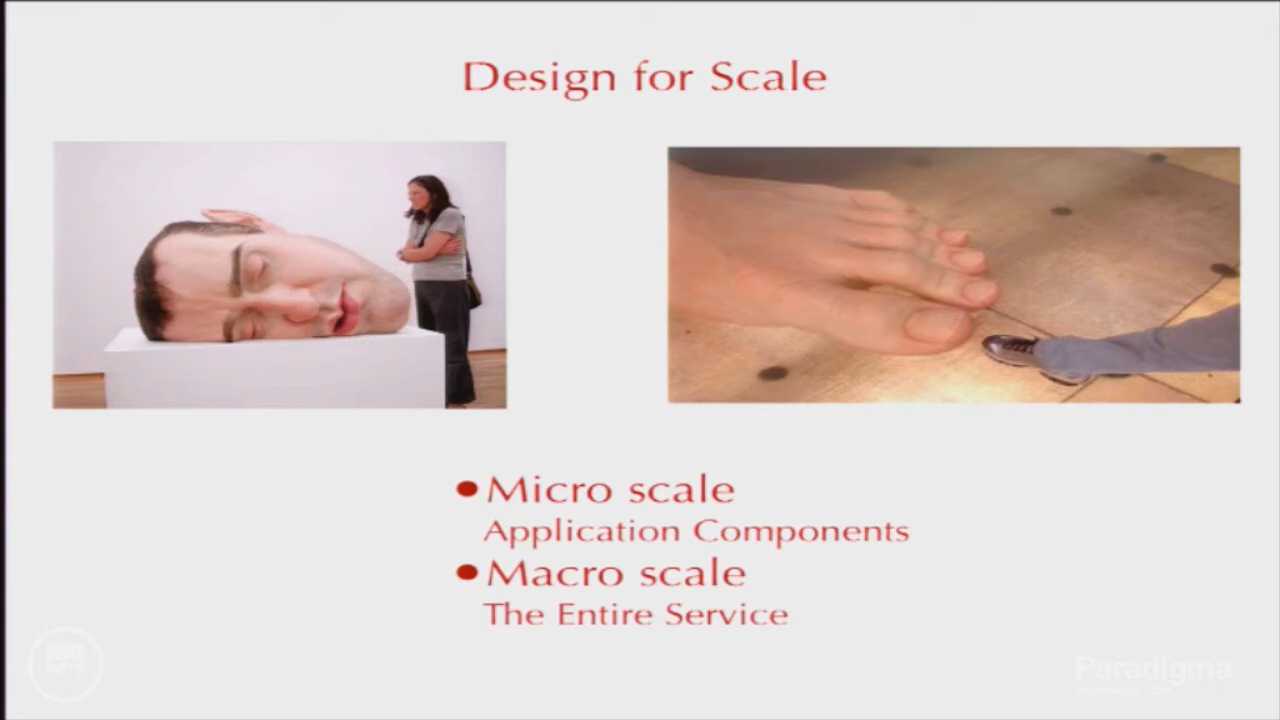 Design for Scale
•Micro scale
Application Components
•Macro scale
The Entire Service
Paradigma